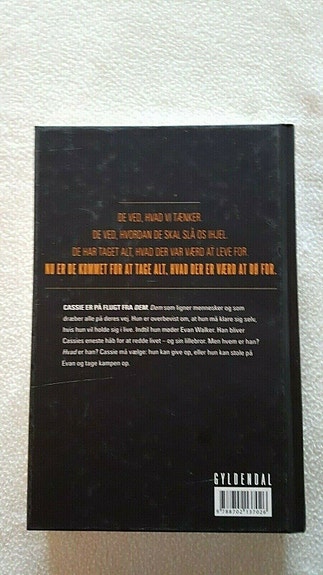 DE VED, HVAD VI TÆNKER.
DE VED, HVORDAN DE SKAL SLÅ OS IHJEL.
DE HAR TAGET ALT, HVAD DER VAR VÆRD AT LEVE FOR.
NU ER DE KOMMET FOR AT TAGE ALT, HVAD DER ER VÆRD AT DØ FOR.
CASSIE ER PÅ FLUGT FRA DEM. Dem som ligner mennesker og som
dræber alle på deres vej. Hun er overbevist om, at hun må klare sig selv,
hvis hun vil holde sig i live. Indtil hun møder Evan Walker. Han bliver
Cassies eneste håb for at redde livet – og sin lillebror. Men hvem er han?
Hvad er han? Cassie må vælge: hun kan give op, eller hun kan stole på
Evan og tage kampen op.
GYLDENDAL
9 788702 137026